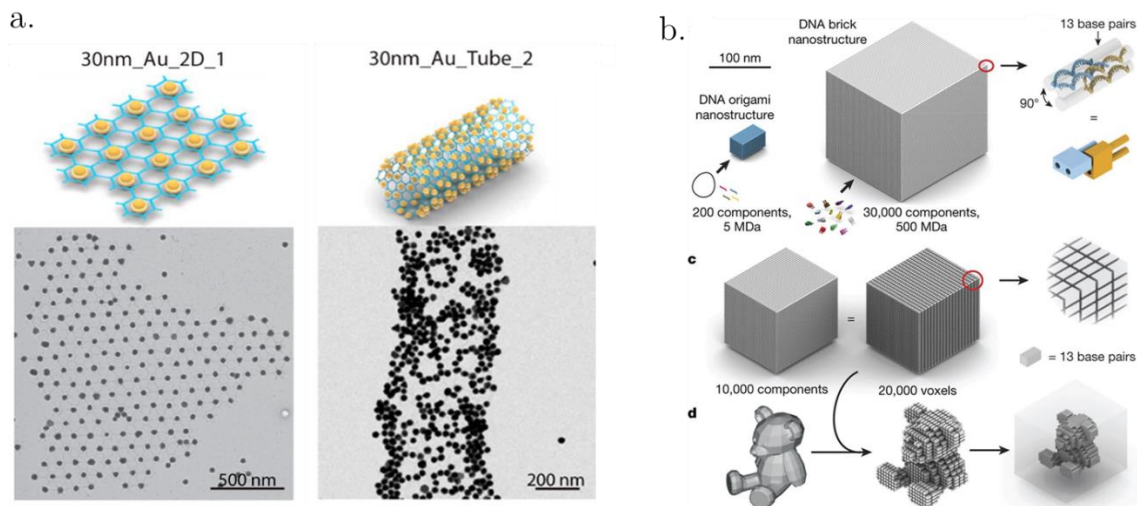 a.
30nm_Au_2D_1
30nm_Au_Tube_2
500 nm
200 nm
b.
DNA brick
nanostructure
13 base pairs
100 nm
DNA origami
nanostructure
90°
=
200 components,
5 MDa
30,000 components,
500 MDa
c
=
= 13 base pairs
10,000 components
20,000 voxels
d